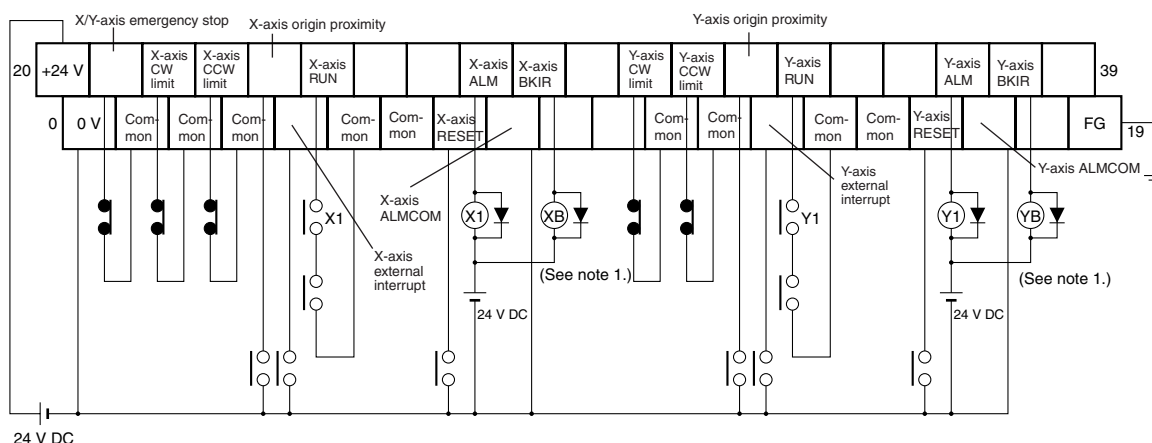 X/Y-axis emergency stop
X-axis origin proximity
Y-axis origin proximity
20
+24 V
X-axis
CW
limit
X-axis
CCW
limit
X-axis
RUN
X-axis
ALM
X-axis
BKIR
Y-axis
CW
limit
Y-axis
CCW
limit
Y-axis
RUN
Y-axis
ALM
Y-axis
BKIR
39
0
0 V
Com-
mon
Com-
mon
Com-
mon
Com-
mon
Com-
mon
X-axis
RESET
Com-
mon
Com-
mon
Com-
mon
Com-
mon
Y-axis
RESET
FG
19
X-axis
ALMCOM
Y-axis
external
interrupt
Y-axis ALMCOM
X1
X1
XB
Y1
Y1
YB
X-axis
external
interrupt
(See note 1.)
(See note 1.)
24 V DC
24 V DC
24 V DC